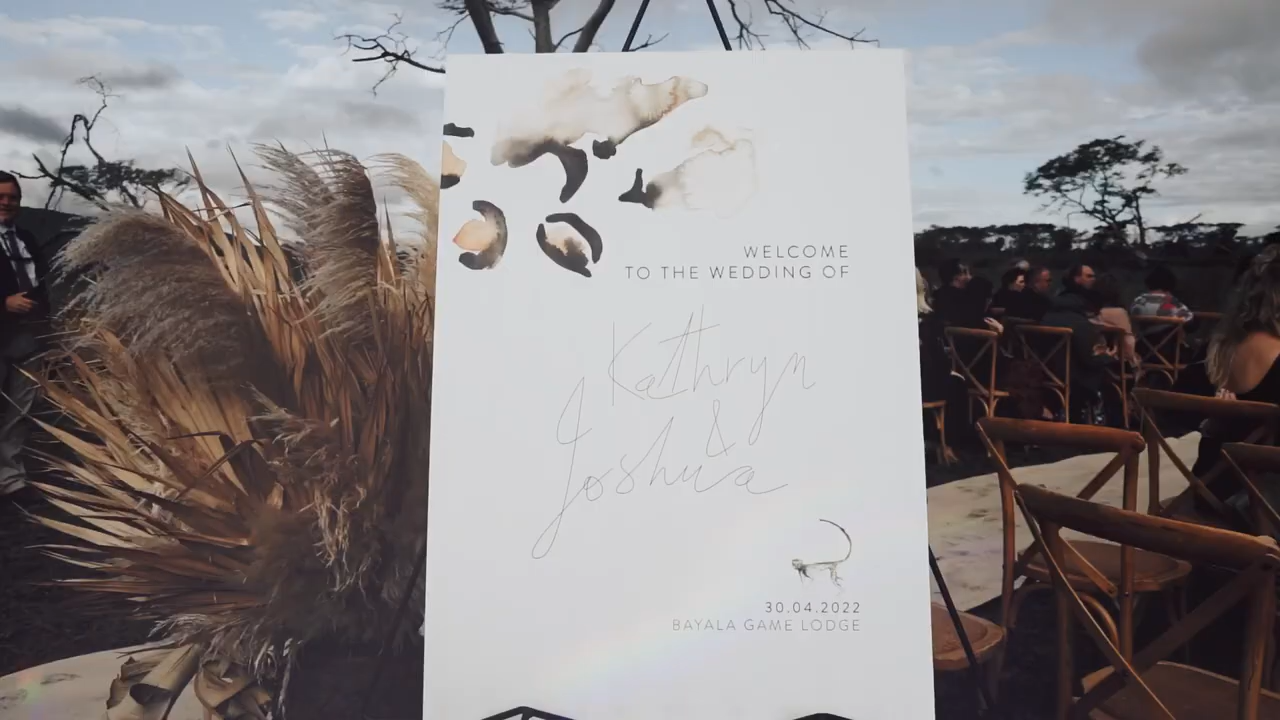 WELCOME
TO THE WEDDING OF
Kathryn
&
Joshua
30.04.2022
BAYALA GAME LODGE